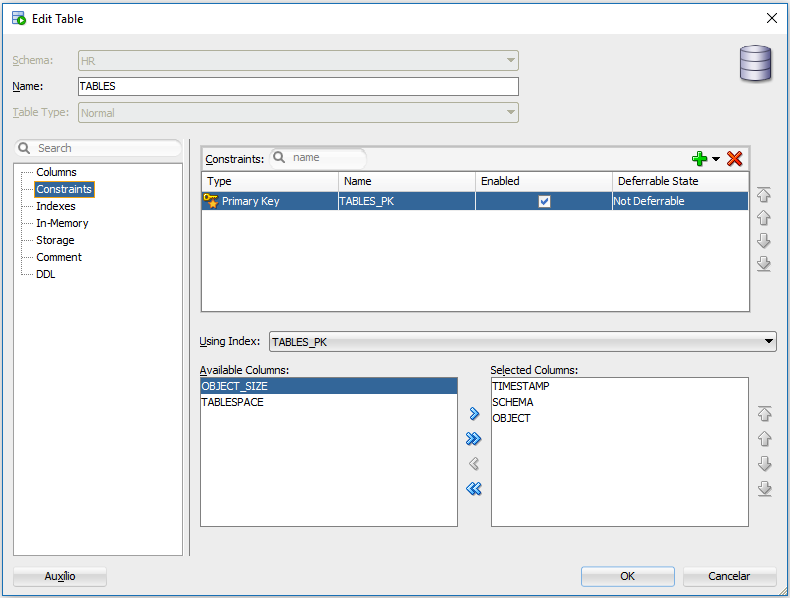 Edit Table
Schema: HR
Name: TABLES
Table Type: Normal
Search
Columns
Constraints
Indexes
In-Memory
Storage
Comment
DDL
Constraints: name
Type Name Enabled Deferrable State
Primary Key TABLES_PK Not Deferrable
Using Index: TABLES_PK
Available Columns:
OBJECT_SIZE
TABLESPACE
Selected Columns:
TIMESTAMP
SCHEMA
OBJECT
Auxílio
OK
Cancelar